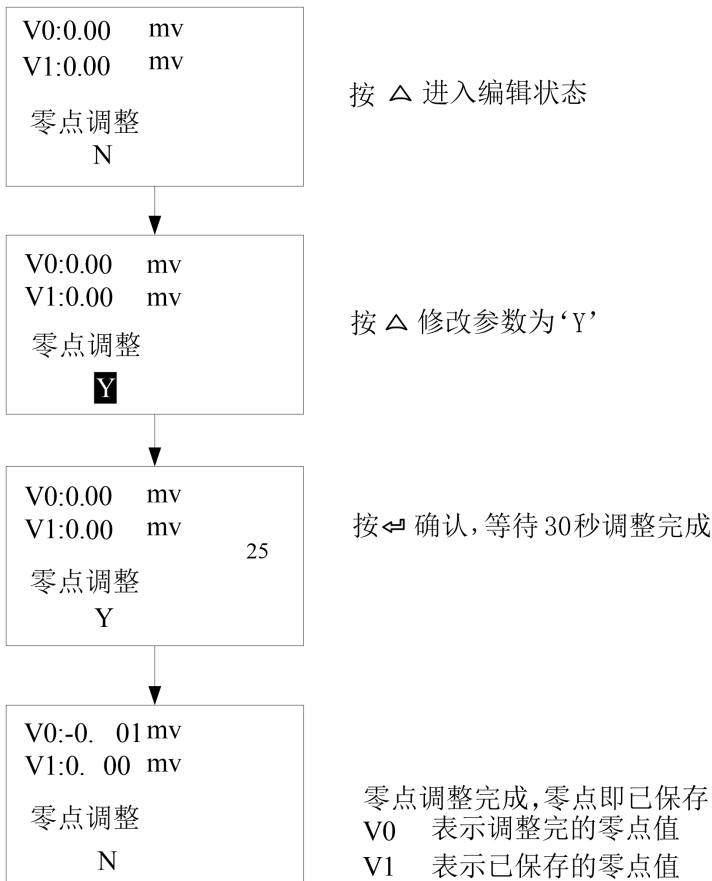 V0:0.00 mv
V1:0.00 mv
零点调整
N
按 △ 进入编辑状态
V0:0.00 mv
V1:0.00 mv
零点调整
Y
按 △ 修改参数为‘Y’
V0:0.00 mv
V1:0.00 mv
25
零点调整
Y
按⏎ 确认,等待30秒调整完成
V0:-0. 01mv
V1:0. 00 mv
零点调整
N
零点调整完成,零点即已保存
V0 表示调整完的零点值
V1 表示已保存的零点值